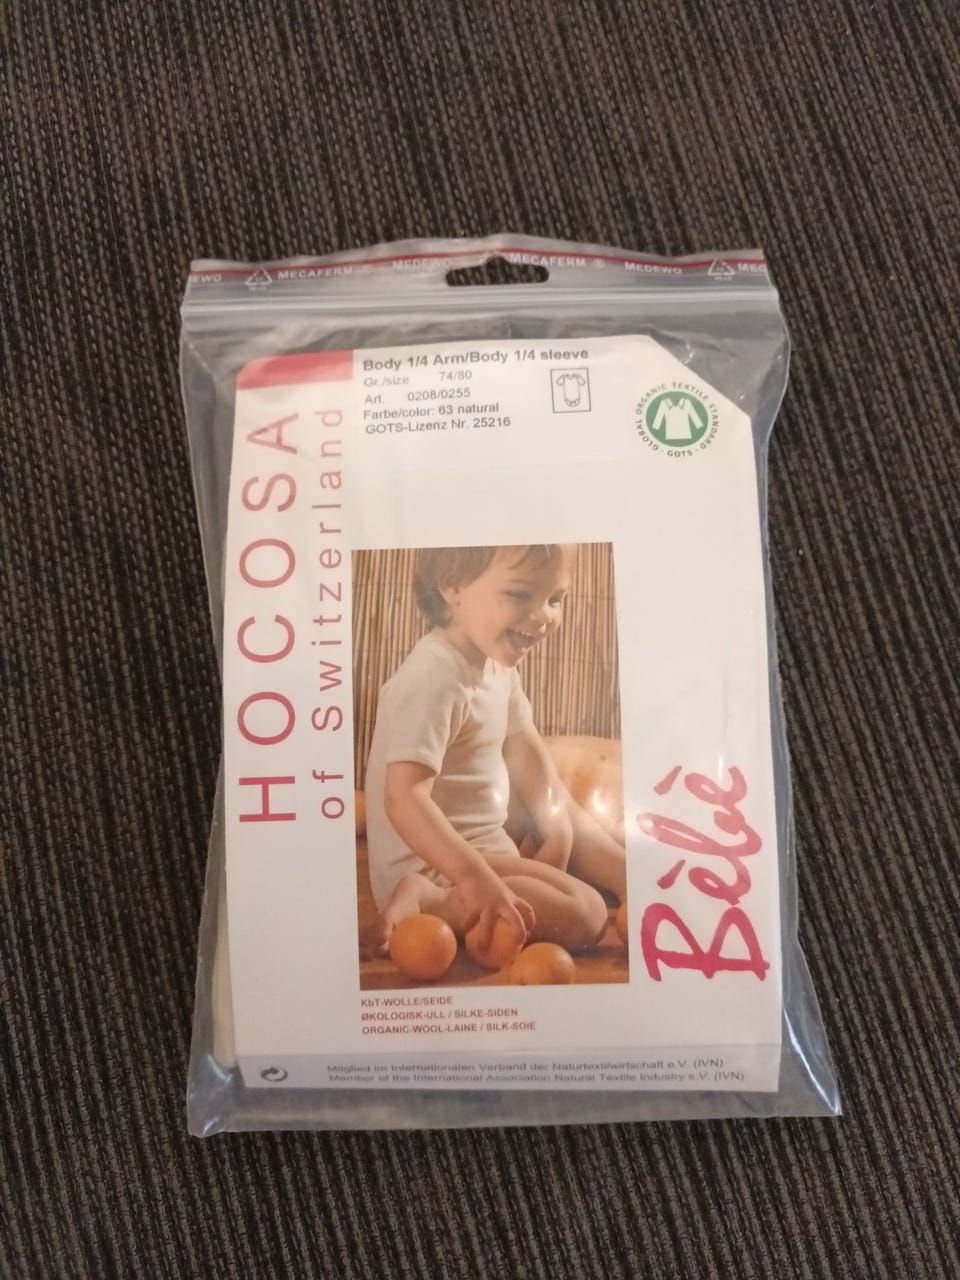 EWO MECAFERM ® MEDEWO MECAFERM ® MEDEWO MEC
Body 1/4 Arm/Body 1/4 sleeve
Gr./size 74/80
Art. 0208/0255
Farbe/color: 63 natural
GOTS-Lizenz Nr. 25216
GLOBAL ORGANIC TEXTILE STANDARD · GOTS ·
HOCOSA
of Switzerland
Bébé
KbT-WOLLE/SEIDE
ØKOLOGISK-ULL / SILKE-SIDEN
ORGANIC-WOOL-LAINE / SILK-SOIE
Mitglied im Internationalen Verband der Naturtextilwirtschaft e.V. (IVN)
Member of the International Association Natural Textile Industry e.V. (IVN)